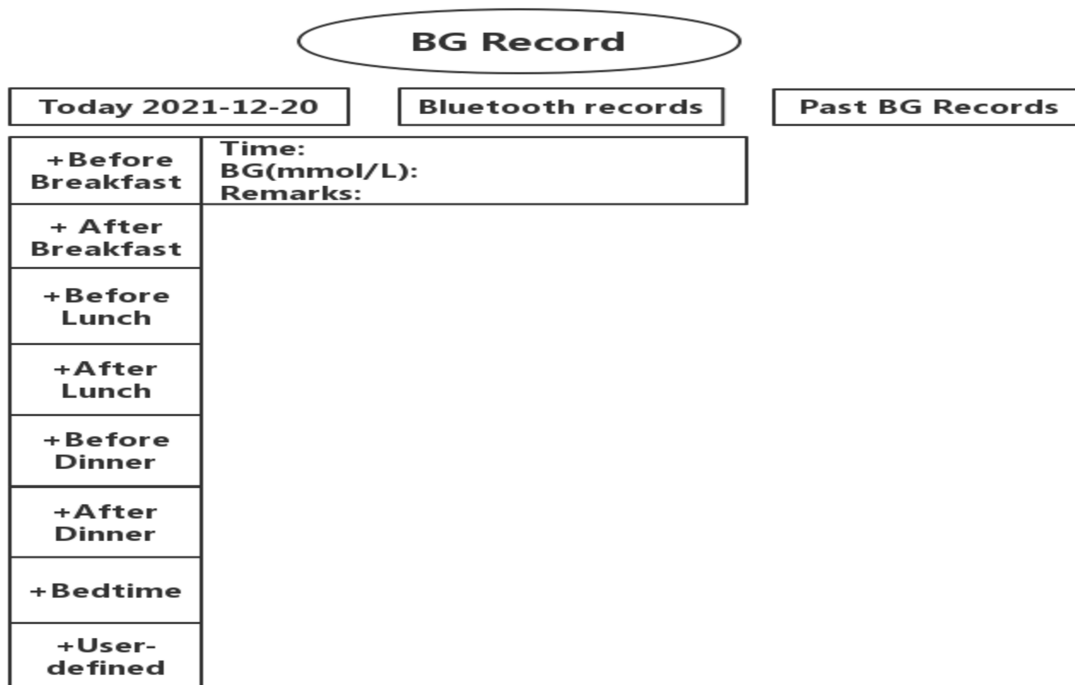 BG Record
Today 2021-12-20
Bluetooth records
Past BG Records
+Before
Breakfast
Time:
BG(mmol/L):
Remarks:
+ After
Breakfast
+Before
Lunch
+After
Lunch
+Before
Dinner
+After
Dinner
+Bedtime
+User-
defined